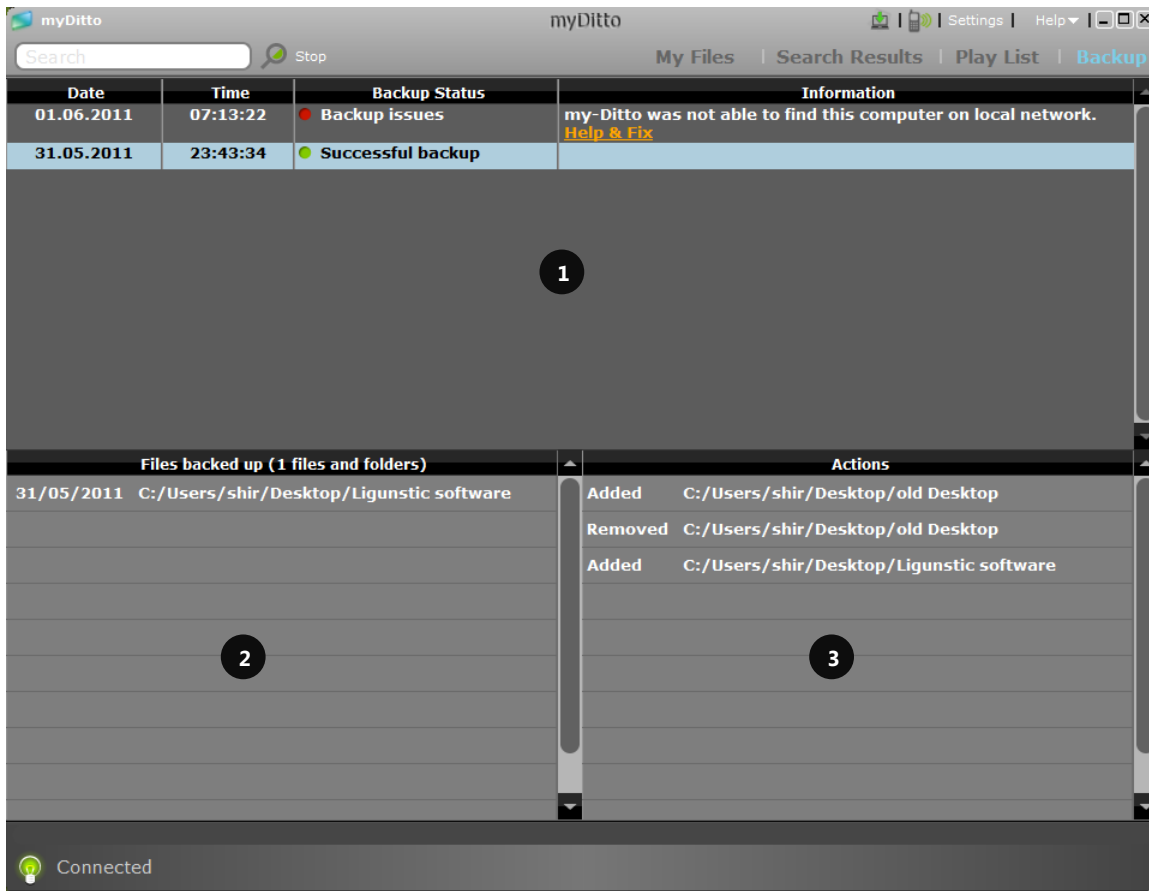 myDitto myDitto Settings Help
Search Stop My Files Search Results Play List Backup
Date Time Backup Status Information
01.06.2011 07:13:22 Backup issues my-Ditto was not able to find this computer on local network.
Help & Fix
31.05.2011 23:43:34 Successful backup
1
Files backed up (1 files and folders) Actions
31/05/2011 C:/Users/shir/Desktop/Ligunstic software Added C:/Users/shir/Desktop/old Desktop
Removed C:/Users/shir/Desktop/old Desktop
Added C:/Users/shir/Desktop/Ligunstic software
2 3
Connected